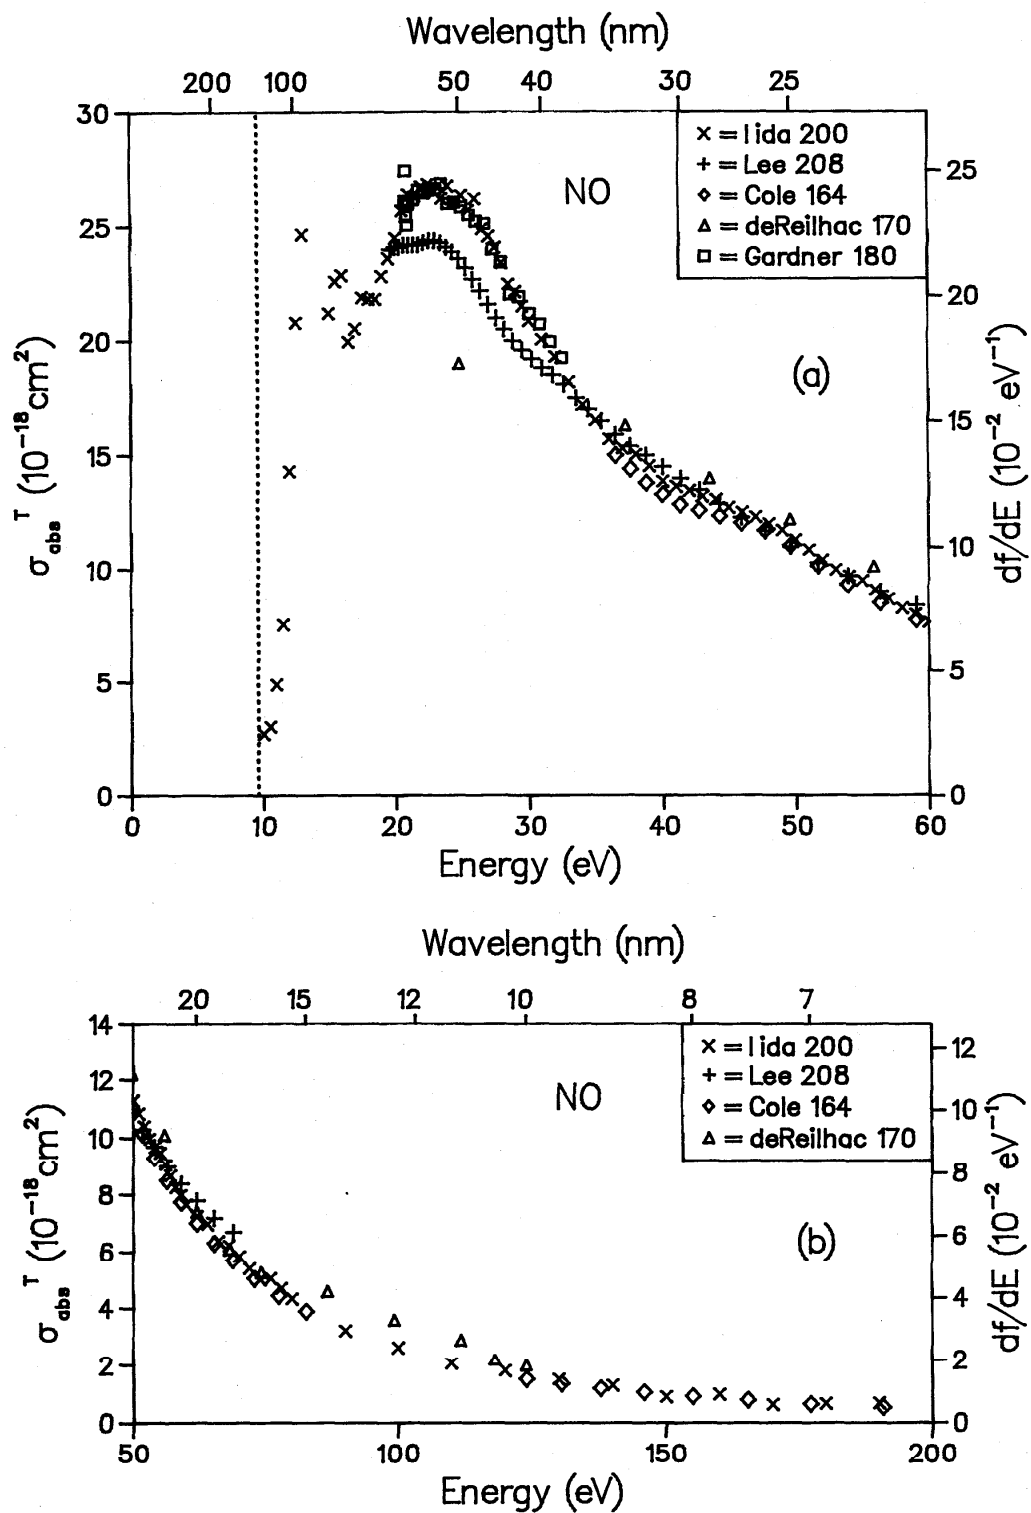 Wavelength (nm)
200 100 50 40 30 25
30
25
20
15
10
5
0
σabsᵀ (10⁻¹⁸cm²)
× = Iida 200
+ = Lee 208
◇ = Cole 164
△ = deReilhac 170
□ = Gardner 180
NO
(a)
25
20
15
10
5
0
df/dE (10⁻² eV⁻¹)
0 10 20 30 40 50 60
Energy (eV)
Wavelength (nm)
20 15 12 10 8 7
14
12
10
8
6
4
2
0
σabsᵀ (10⁻¹⁸cm²)
× = Iida 200
+ = Lee 208
◇ = Cole 164
△ = deReilhac 170
NO
(b)
12
10
8
6
4
2
0
df/dE (10⁻² eV⁻¹)
50 100 150 200
Energy (eV)